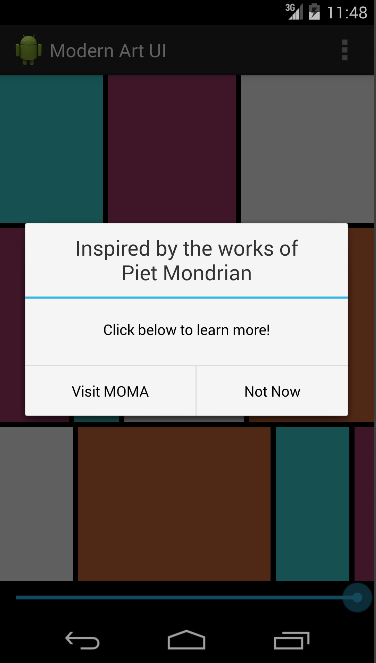 3G 11:48
Modern Art UI
Inspired by the works of
Piet Mondrian
Click below to learn more!
Visit MOMA Not Now